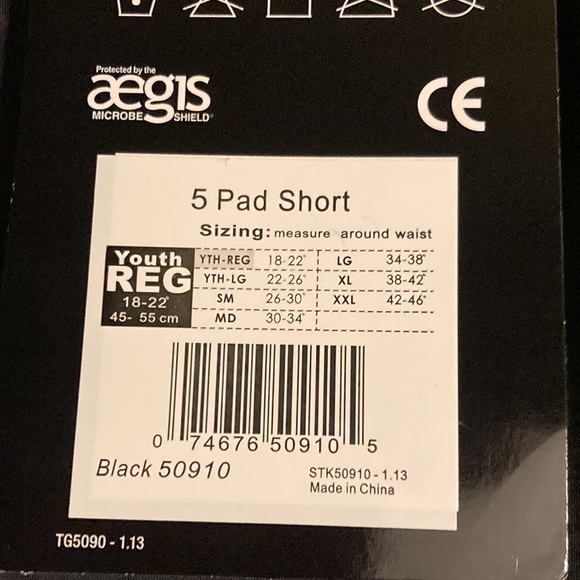 Protected by the
aegis
MICROBE SHIELD®
CE
5 Pad Short
Sizing: measure around waist
Youth
REG
18-22"
45- 55 cm
YTH-REG 18-22" LG 34-38"
YTH-LG 22-26" XL 38-42"
SM 26-30" XXL 42-46"
MD 30-34"
0 74676 50910 5
Black 50910
STK50910 - 1.13
Made in China
TG5090 - 1.13